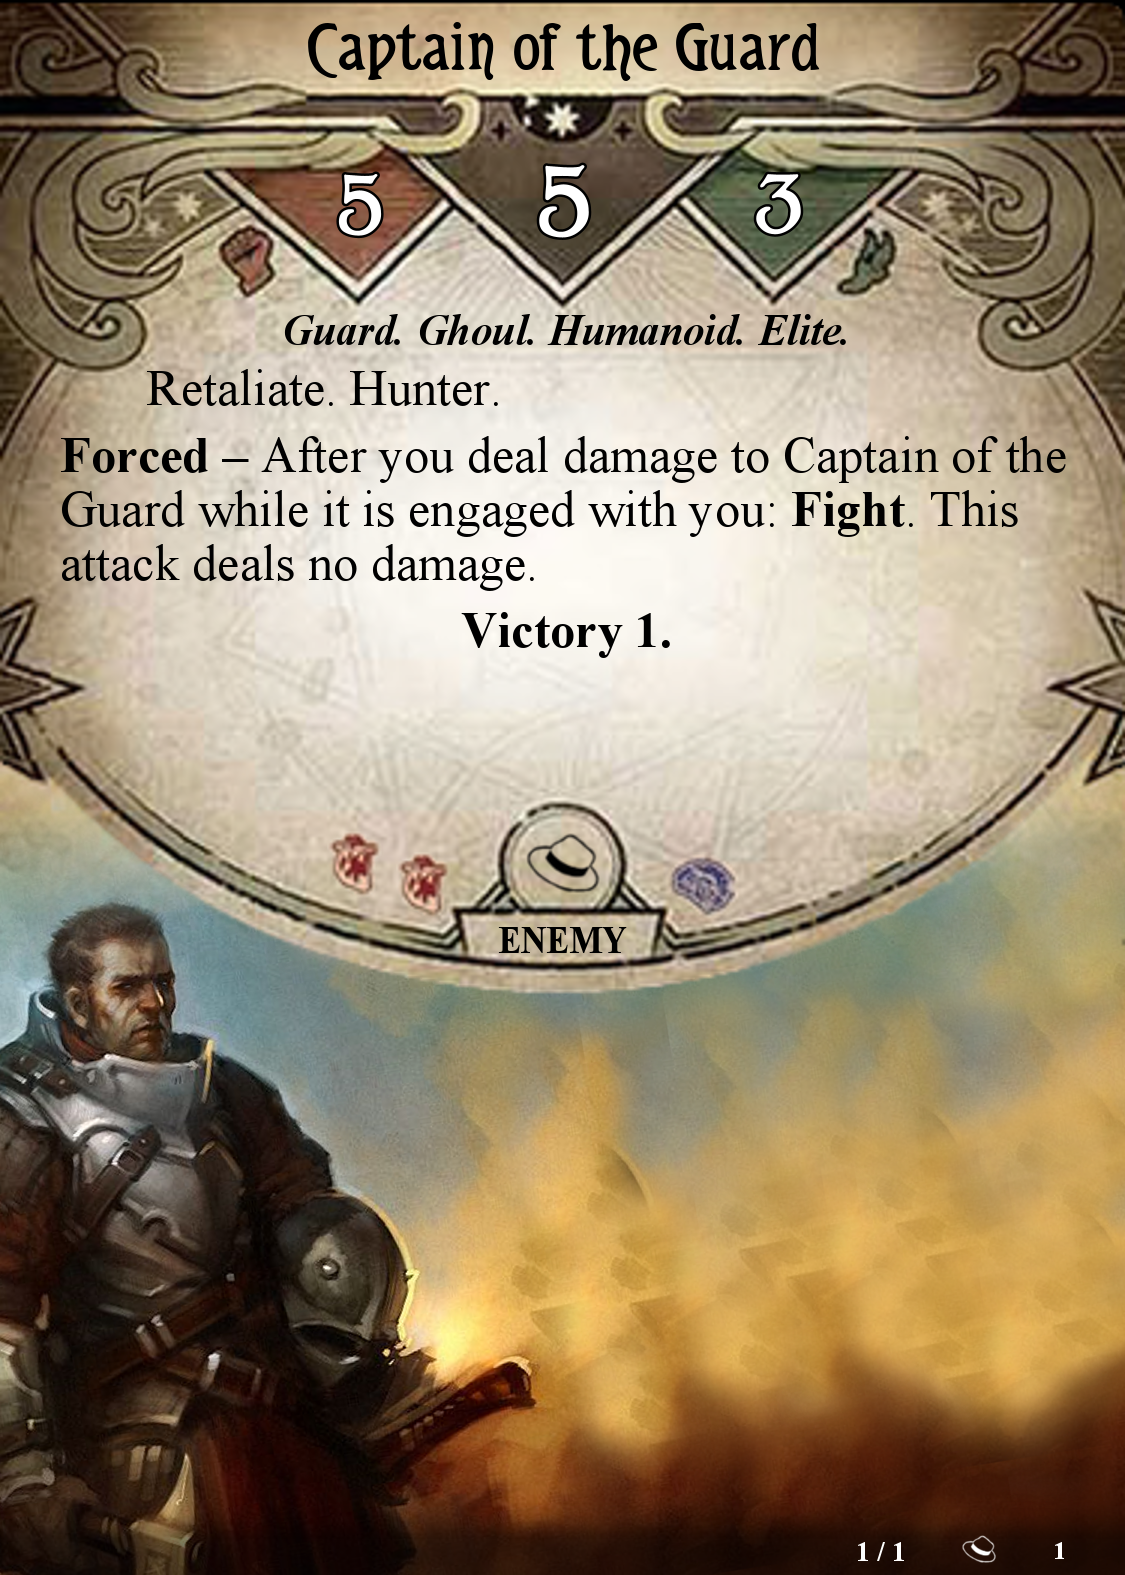 Captain of the Guard
5 5 3
Guard. Ghoul. Humanoid. Elite.
Retaliate. Hunter.
Forced – After you deal damage to Captain of the
Guard while it is engaged with you: Fight. This
attack deals no damage.
Victory 1.
ENEMY
1 / 1 1